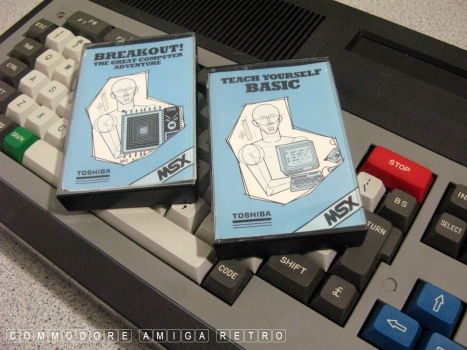 BREAKOUT!
THE GREAT COMPUTER
ADVENTURE
TOSHIBA
MSX
TEACH YOURSELF
BASIC
TOSHIBA
MSX
STOP
BS
SELECT
CODE
SHIFT
£
A
S
Z
X
COMMODORE AMIGA RETRO